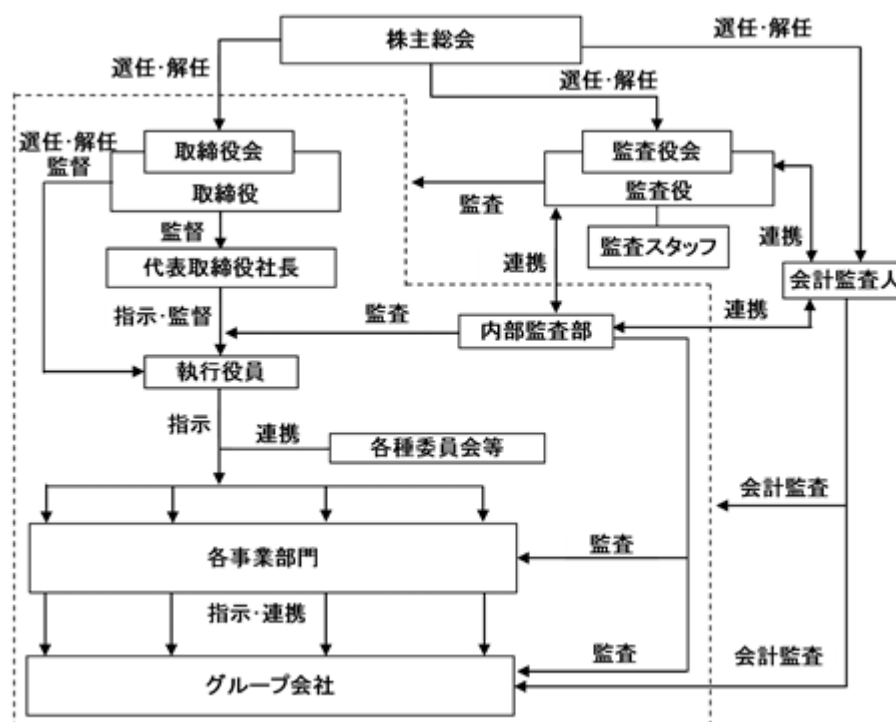 株主総会
選任・解任
選任・解任
選任・解任
選任・解任
監督
取締役会
取締役
監査役会
監査役
監査
監査スタッフ
連携
連携
監督
代表取締役社長
会計監査人
指示・監督
監査
内部監査部
連携
執行役員
指示
連携
各種委員会等
会計監査
各事業部門
監査
指示・連携
監査
会計監査
グループ会社